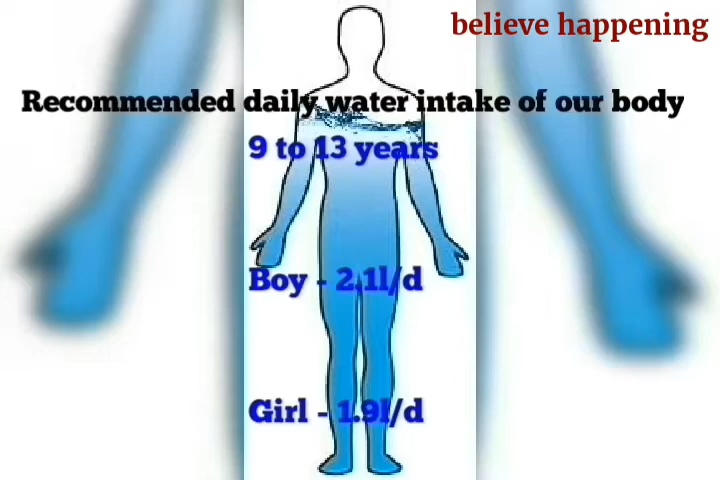 believe happening
Recommended daily water intake of our body
9 to 13 years
Boy - 2.1l/d
Girl - 1.9l/d